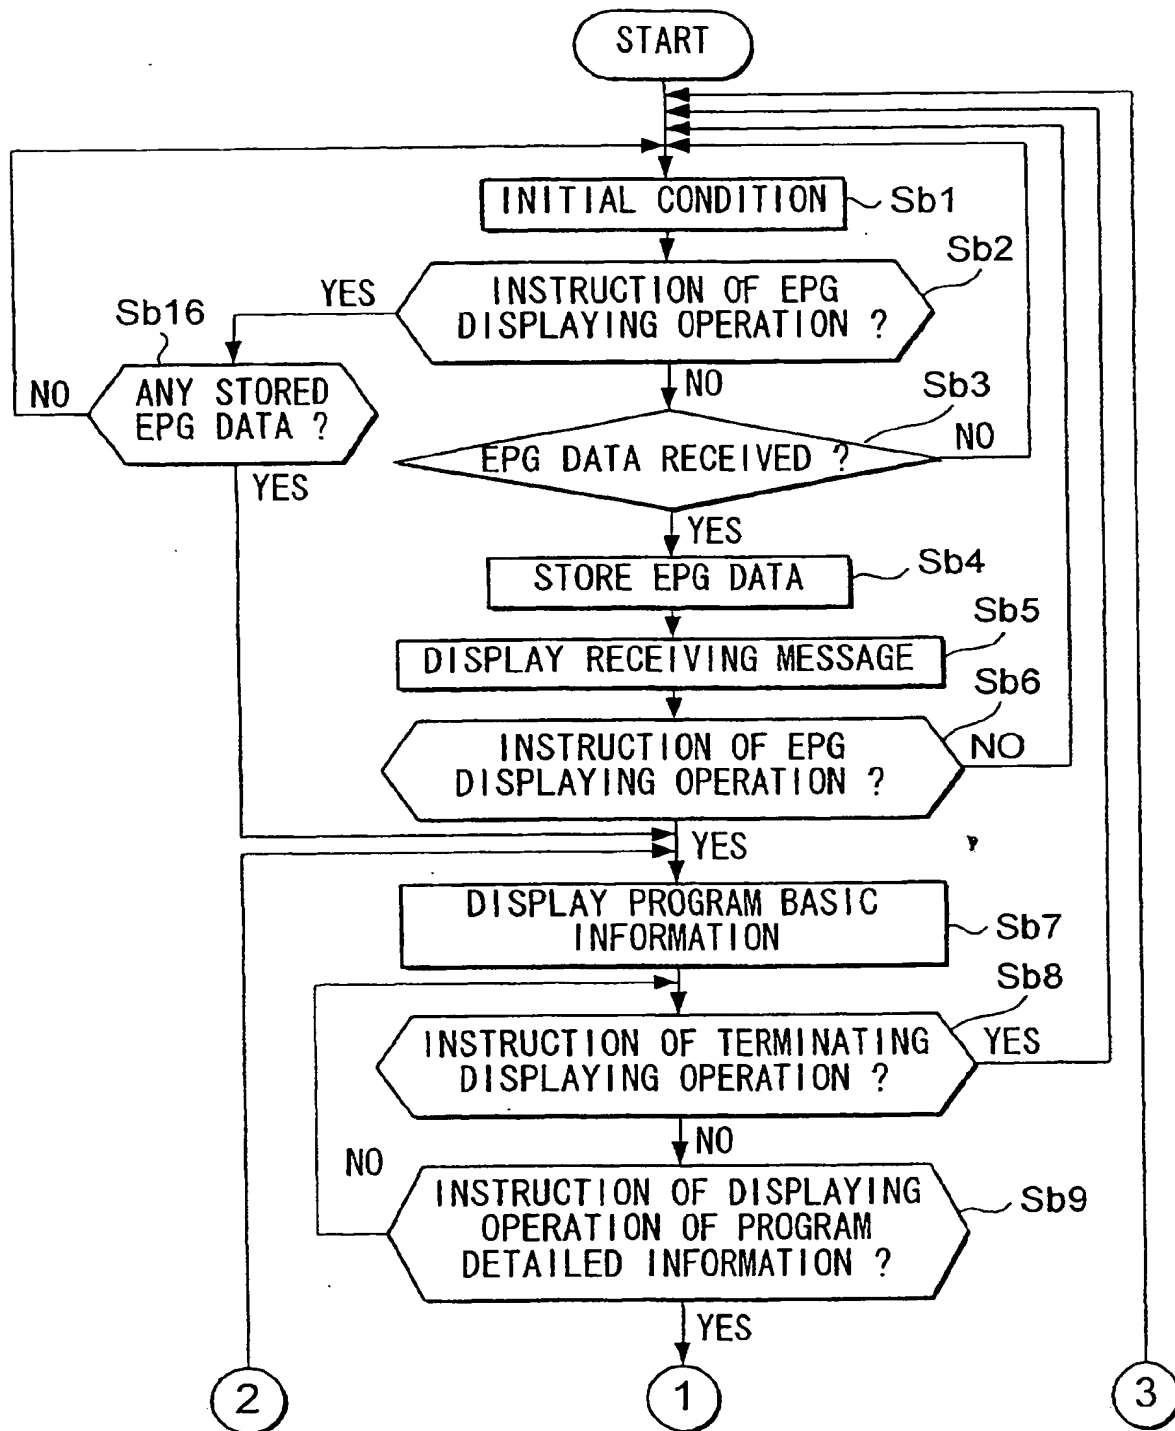 START
INITIAL CONDITION
Sb1
Sb2
YES
INSTRUCTION OF EPG
DISPLAYING OPERATION ?
Sb16
NO
ANY STORED
EPG DATA ?
NO
Sb3
EPG DATA RECEIVED ?
NO
YES
YES
STORE EPG DATA
Sb4
DISPLAY RECEIVING MESSAGE
Sb5
Sb6
INSTRUCTION OF EPG
DISPLAYING OPERATION ?
NO
YES
DISPLAY PROGRAM BASIC
INFORMATION
Sb7
Sb8
INSTRUCTION OF TERMINATING
DISPLAYING OPERATION ?
YES
NO
NO
INSTRUCTION OF DISPLAYING
OPERATION OF PROGRAM
DETAILED INFORMATION ?
Sb9
YES
2
1
3